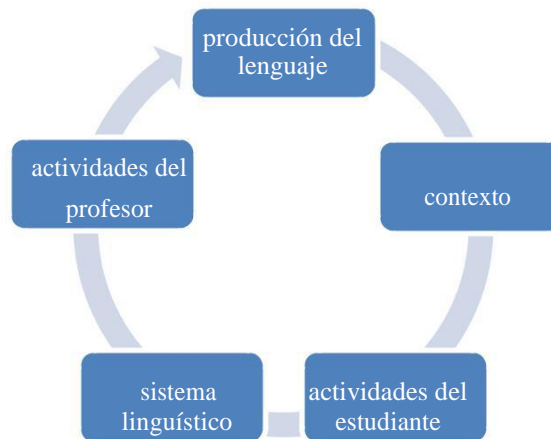 producción del
lenguaje
contexto
actividades del
estudiante
sistema
linguístico
actividades del
profesor